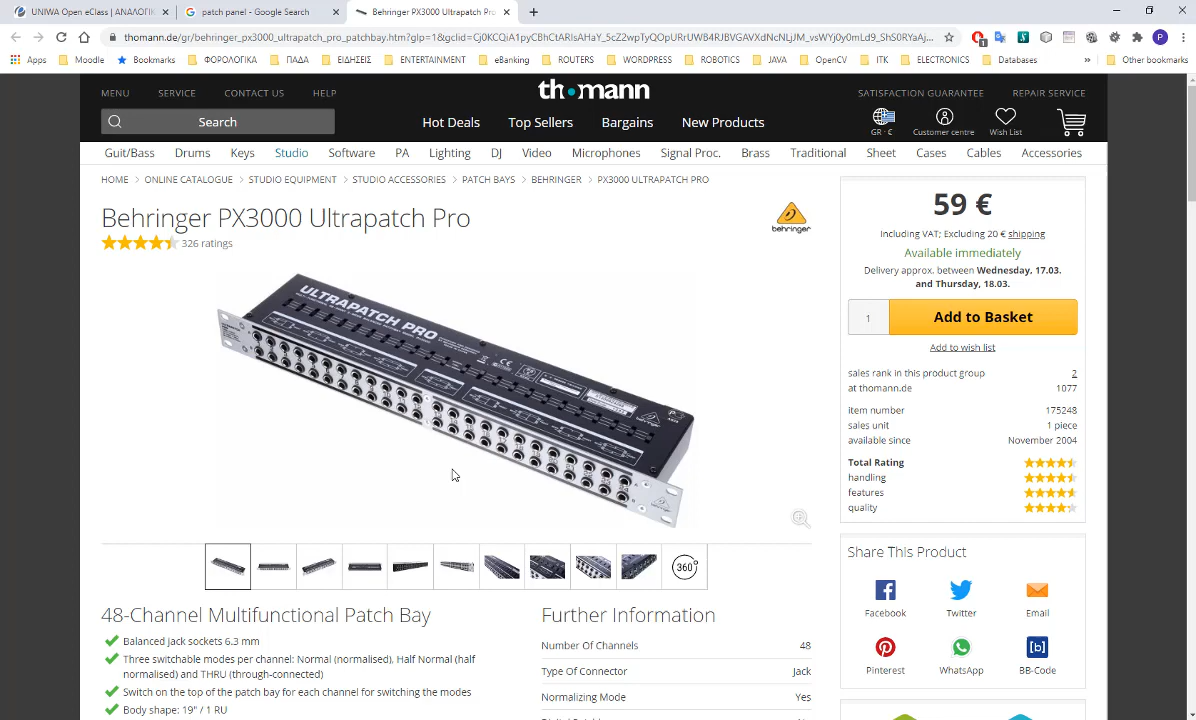 UNIWA Open eClass | ΑΝΑΛΟΓΙΚ
patch panel - Google Search
Behringer PX3000 Ultrapatch Pro
thomann.de/gr/behringer_px3000_ultrapatch_pro_patchbay.htm?glp=1&gclid=Cj0KCQiA1pyCBhCtARIsAHaY_5cZ2wpTyQOpURrUWB4RJBVGAVXdNcNLjJM_vsWYj0y0mLd9_ShS0RYaAj...
Apps Moodle Bookmarks ΦΟΡΟΛΟΓΙΚΑ ΠΑΔΑ ΕΙΔΗΣΕΙΣ ENTERTAINMENT eBanking ROUTERS WORDPRESS ROBOTICS JAVA OpenCV ITK ELECTRONICS Databases » Other bookmarks
MENU SERVICE CONTACT US HELP
th•mann
SATISFACTION GUARANTEE REPAIR SERVICE
Search
Hot Deals Top Sellers Bargains New Products
GR · € Customer centre Wish List
Guit/Bass Drums Keys Studio Software PA Lighting DJ Video Microphones Signal Proc. Brass Traditional Sheet Cases Cables Accessories
HOME > ONLINE CATALOGUE > STUDIO EQUIPMENT > STUDIO ACCESSORIES > PATCH BAYS > BEHRINGER > PX3000 ULTRAPATCH PRO
Behringer PX3000 Ultrapatch Pro
326 ratings
behringer
ULTRAPATCH PRO
360°
48-Channel Multifunctional Patch Bay
Balanced jack sockets 6.3 mm
Three switchable modes per channel: Normal (normalised), Half Normal (half
normalised) and THRU (through-connected)
Switch on the top of the patch bay for each channel for switching the modes
Body shape: 19" / 1 RU
Further Information
Number Of Channels 48
Type Of Connector Jack
Normalizing Mode Yes
59 €
Including VAT; Excluding 20 € shipping
Available immediately
Delivery approx. between Wednesday, 17.03.
and Thursday, 18.03.
1 Add to Basket
Add to wish list
sales rank in this product group 2
at thomann.de 1077
item number 175248
sales unit 1 piece
available since November 2004
Total Rating
handling
features
quality
Share This Product
Facebook Twitter Email
Pinterest WhatsApp BB-Code